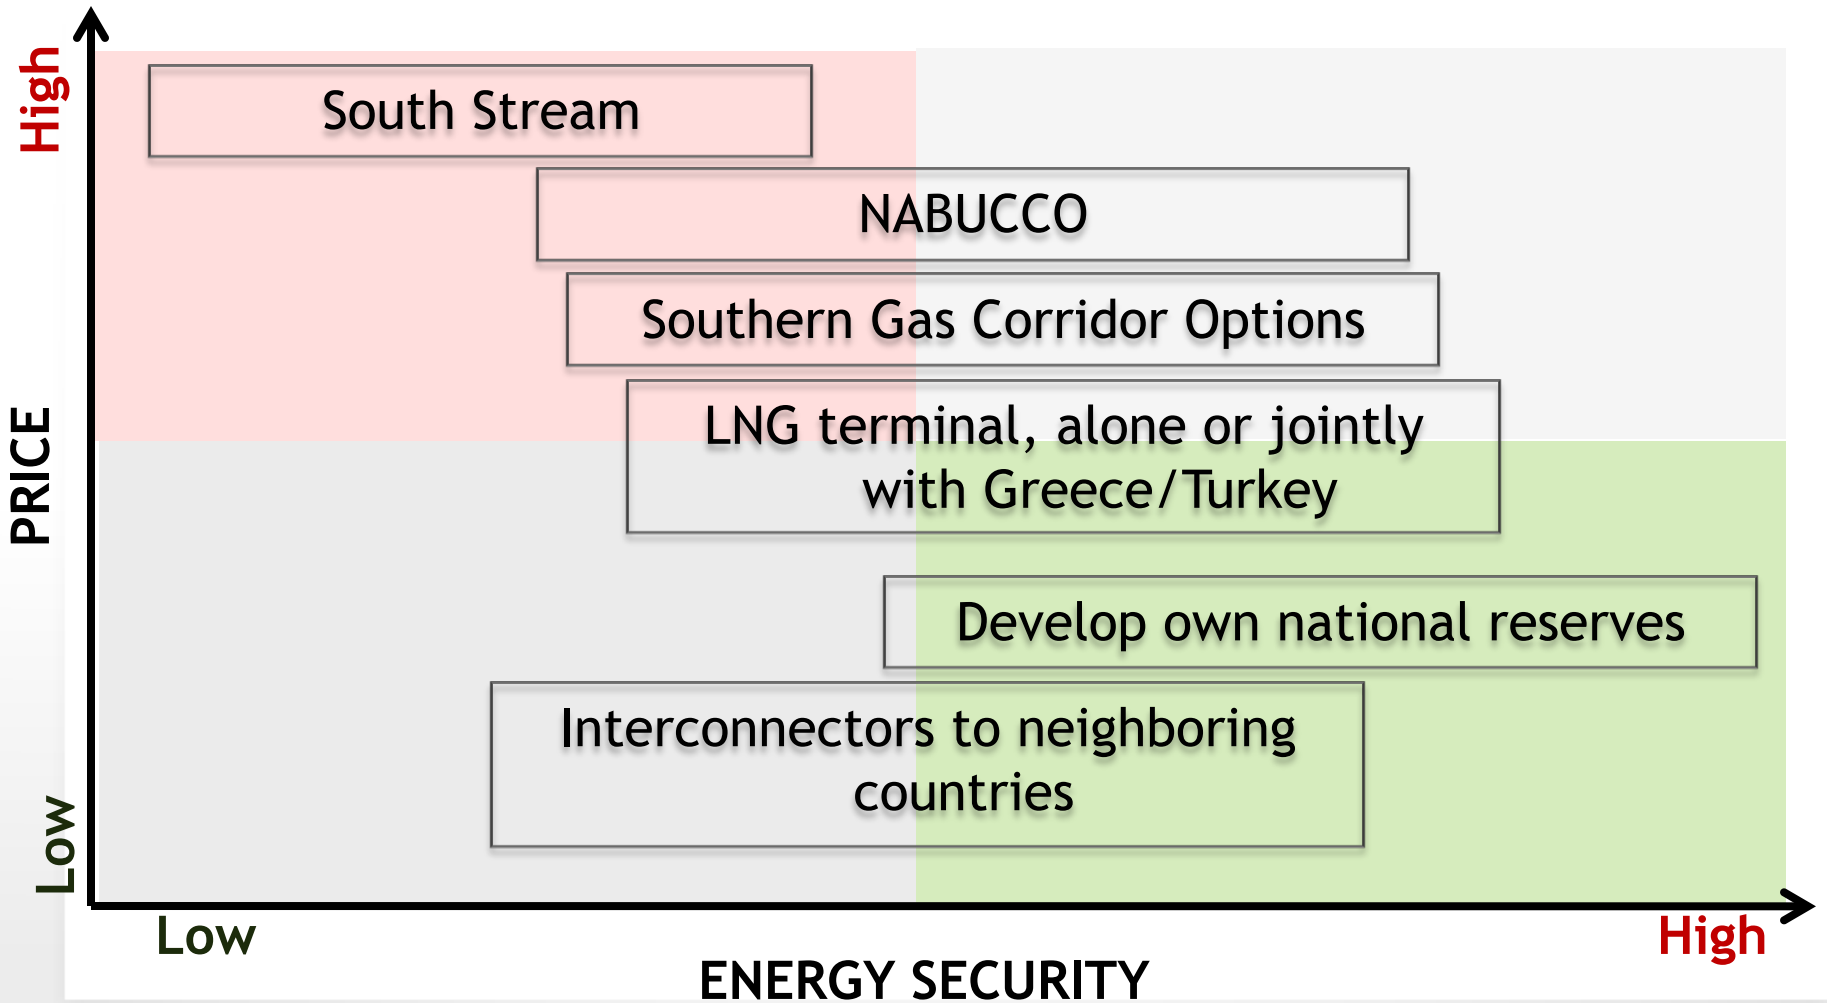 High
South Stream
NABUCCO
Southern Gas Corridor Options
LNG terminal, alone or jointly
with Greece/Turkey
PRICE
Develop own national reserves
Interconnectors to neighboring
countries
Low
Low
High
ENERGY SECURITY